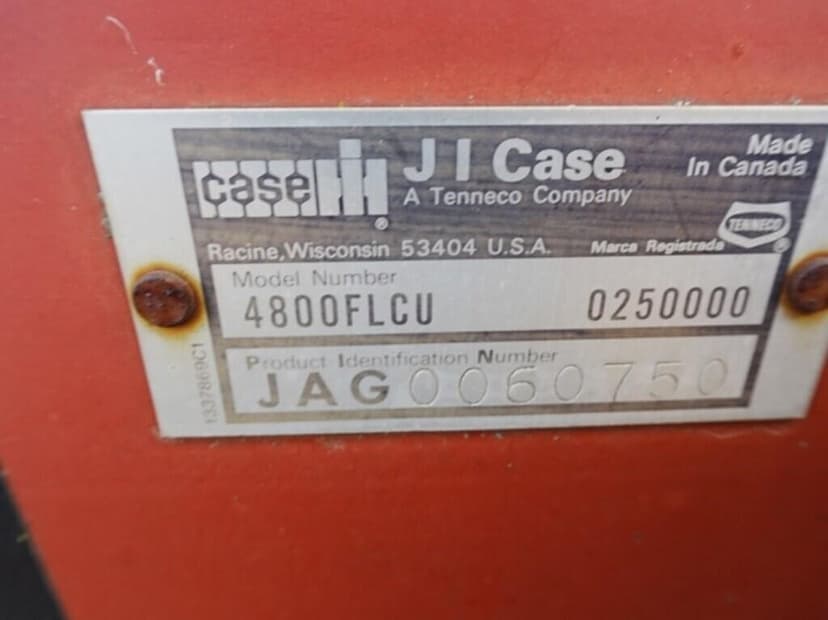 case IH ®
J I Case
A Tenneco Company
Made
In Canada
TENNECO ®
Racine, Wisconsin 53404 U.S.A.
Marca Registrada
Model Number
4800FLCU 0250000
Product Identification Number
JAG0060750
1337869C1